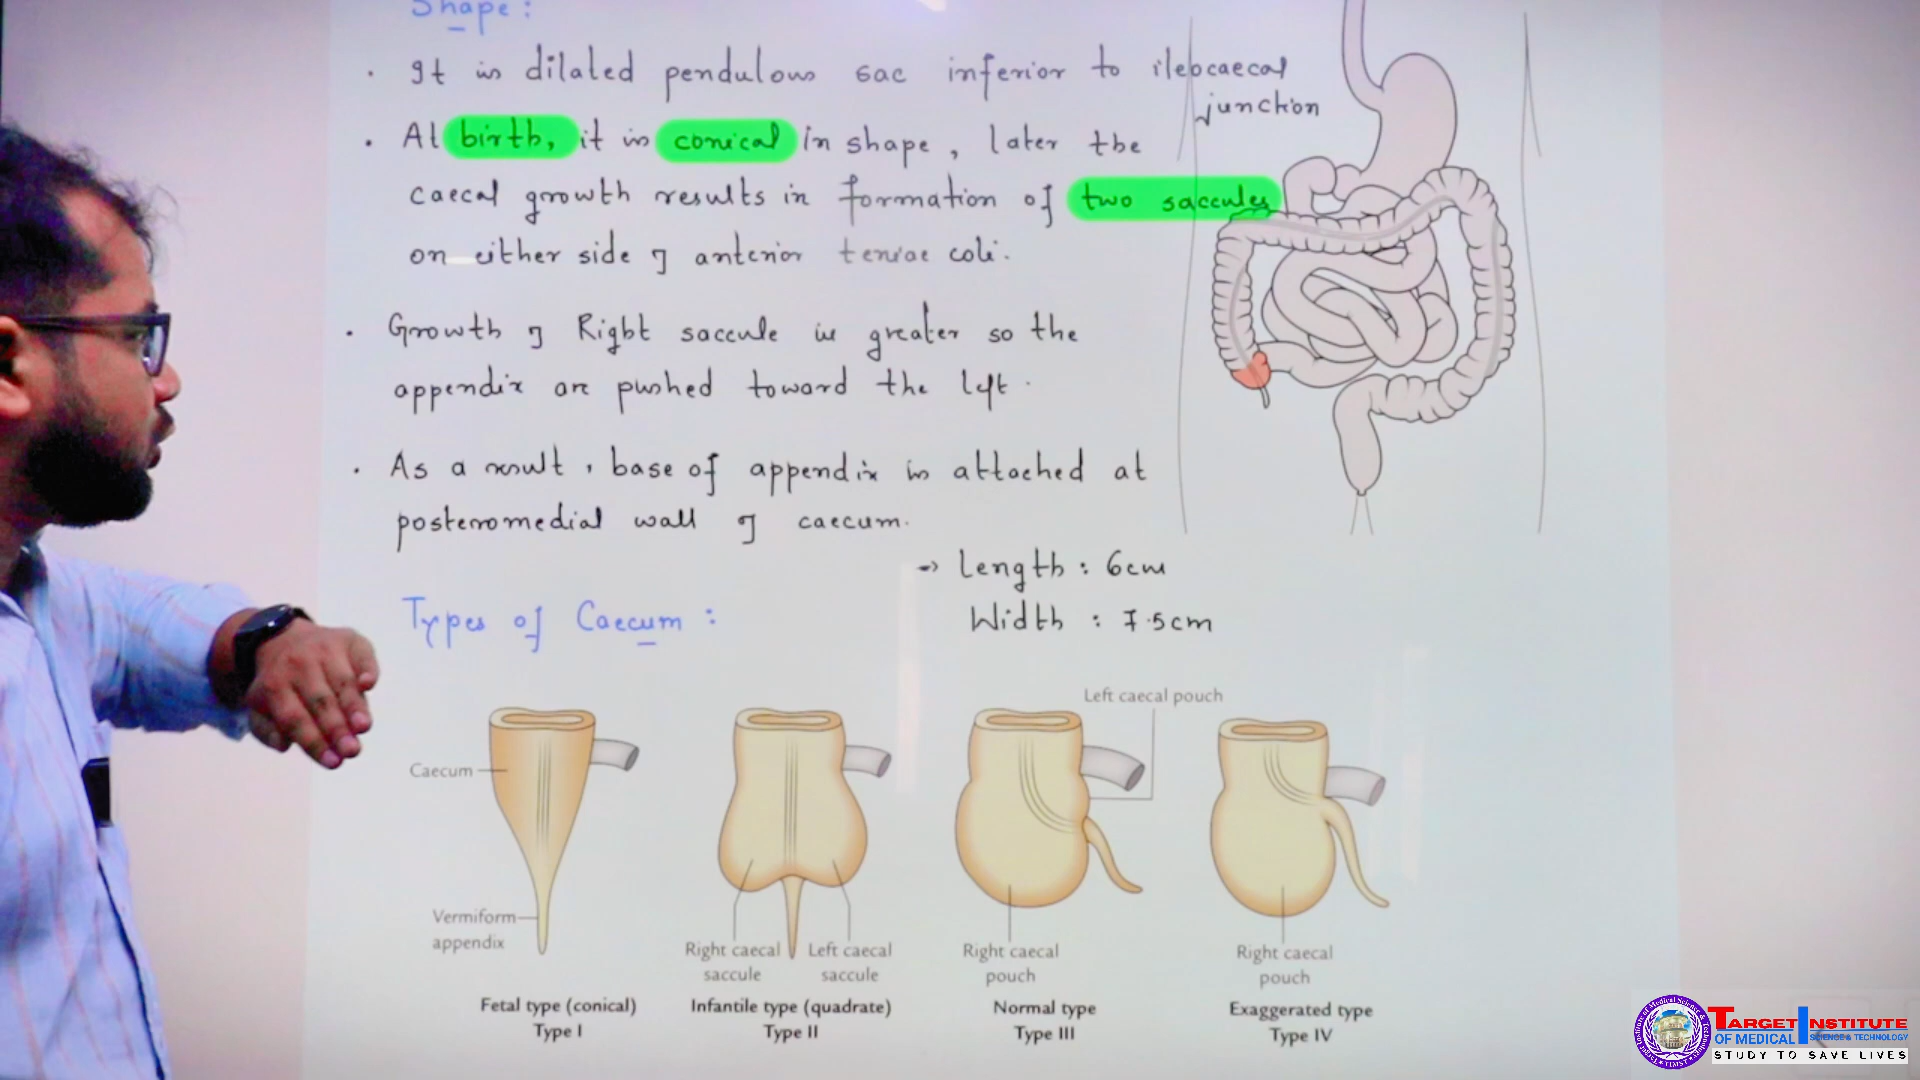 Shape:
· It is dilated pendulous sac inferior to ileocaecal
junction
· At birth, it is conical in shape, later the
caecal growth results in formation of two saccules
on either side of anterior teniae coli.
· Growth of Right saccule is greater so the
appendix are pushed toward the left.
· As a result, base of appendix is attached at
posteromedial wall of caecum.
-> Length : 6cm
Width : 7.5cm
Types of Caecum :
Left caecal pouch
Caecum
Vermiform
appendix
Right caecal
saccule
Left caecal
saccule
Right caecal
pouch
Right caecal
pouch
Fetal type (conical)
Type I
Infantile type (quadrate)
Type II
Normal type
Type III
Exaggerated type
Type IV
TARGET INSTITUTE
OF MEDICAL SCIENCE & TECHNOLOGY
STUDY TO SAVE LIVES